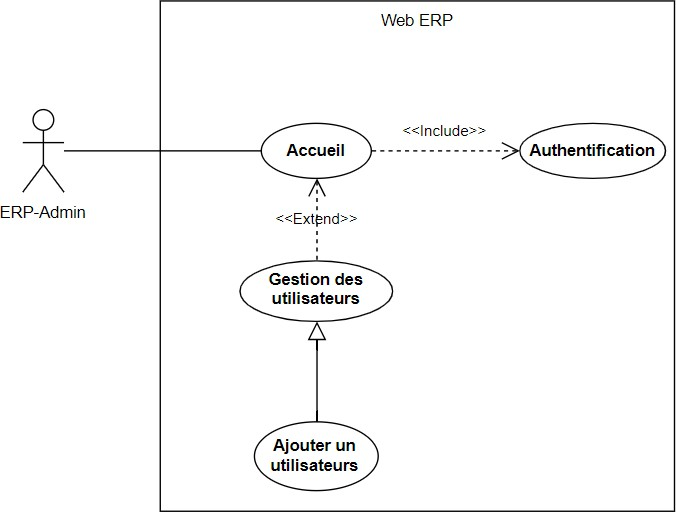 Web ERP
<<Include>>
Accueil
Authentification
ERP-Admin
<<Extend>>
Gestion des
utilisateurs
Ajouter un
utilisateurs